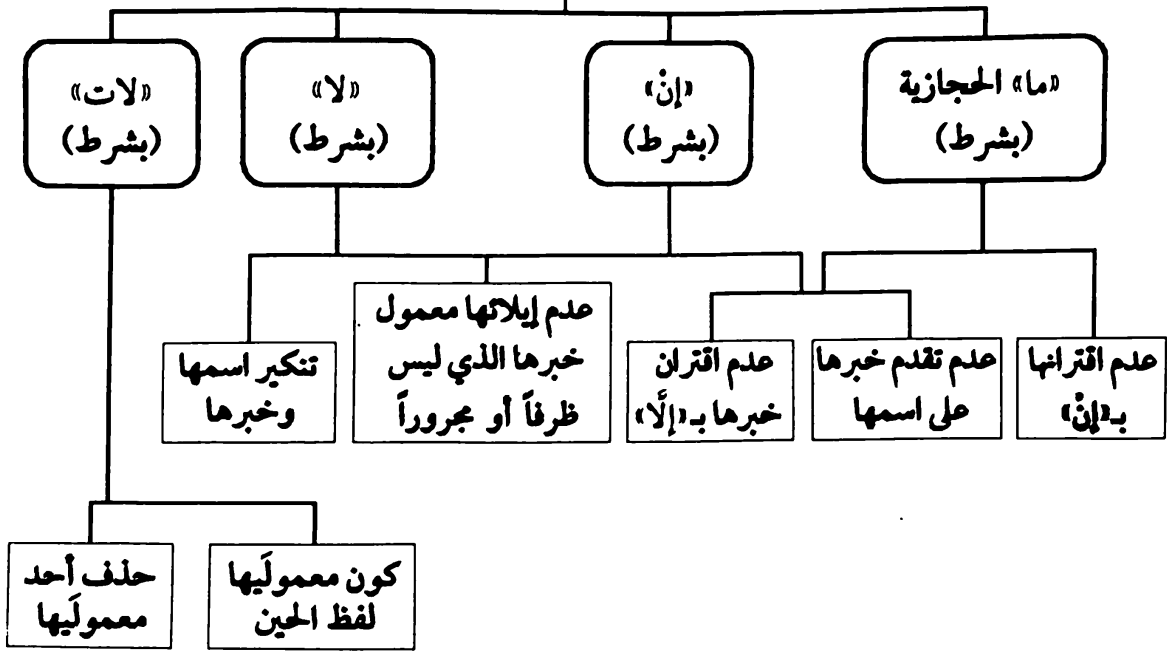 «ما» الحجازية
(بشرط)
«إنْ»
(بشرط)
«لا»
(بشرط)
«لات»
(بشرط)
عدم اقترانها
بـ«إنْ»
عدم تقدم خبرها
على اسمها
عدم اقتران
خبرها بـ«إلَّا»
عدم إيلائها معمول
خبرها الذي ليس
ظرفاً أو مجروراً
تنكير اسمها
وخبرها
كون معمولَيها
لفظ الحين
حذف أحد
معمولَيها